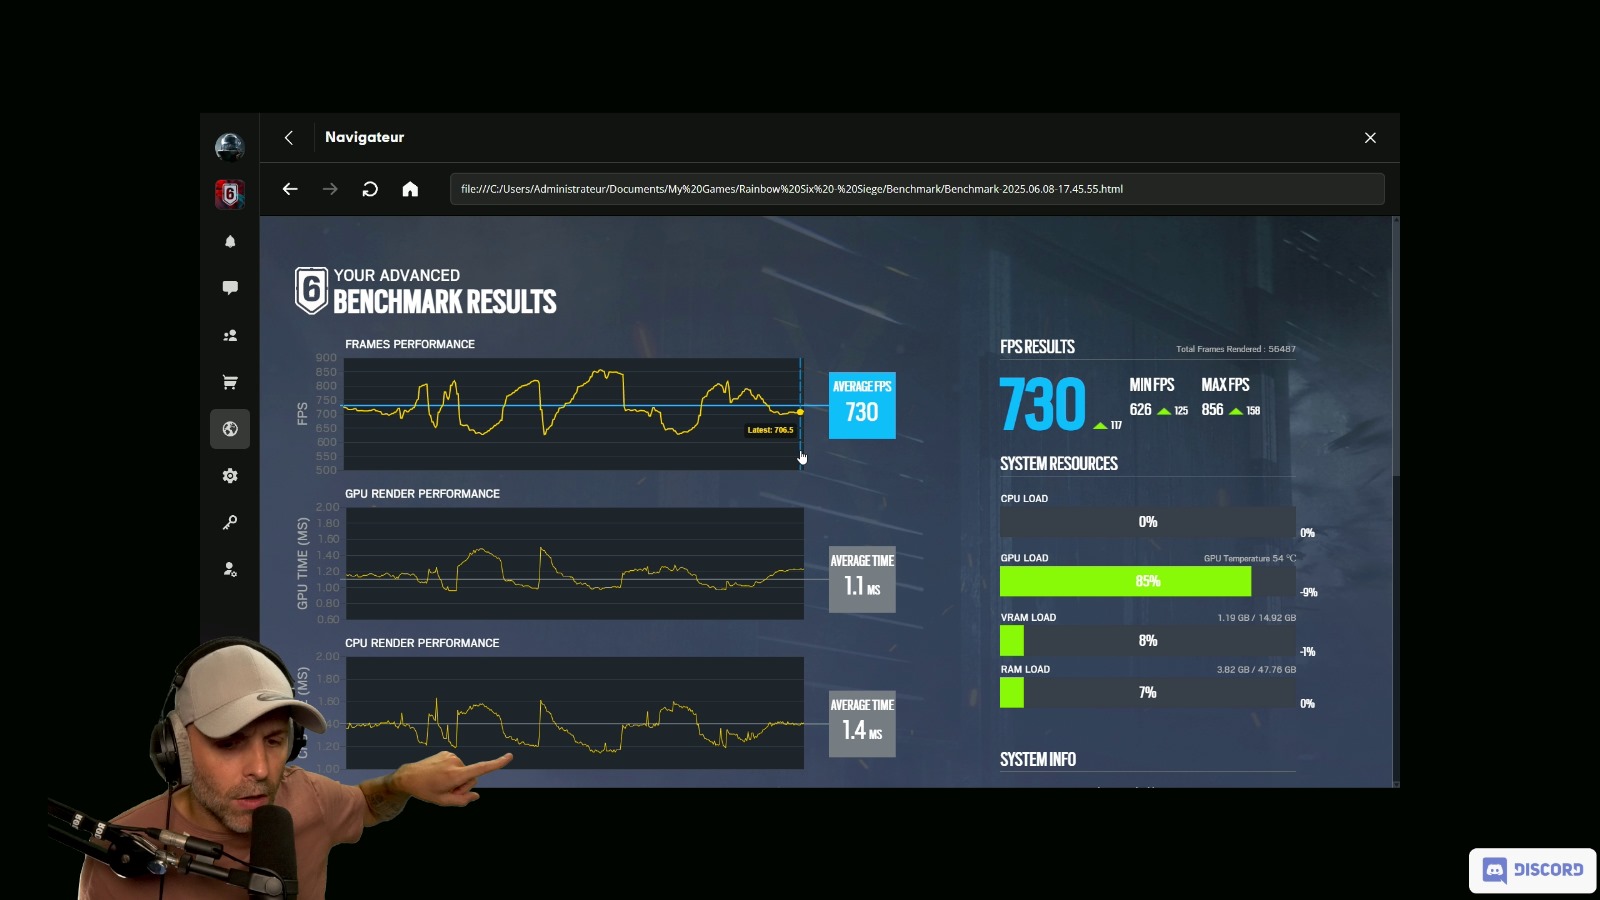 Navigateur
file:///C:/Users/Administrateur/Documents/My%20Games/Rainbow%20Six%20-%20Siege/Benchmark/Benchmark-2025.06.08-17.45.55.html
6
6 YOUR ADVANCED
BENCHMARK RESULTS
FRAMES PERFORMANCE
FPS
900
850
800
750
700
650
600
550
500
Latest: 706.5
AVERAGE FPS
730
GPU RENDER PERFORMANCE
GPU TIME (MS)
2.00
1.80
1.60
1.40
1.20
1.00
0.80
0.60
AVERAGE TIME
1.1 MS
CPU RENDER PERFORMANCE
(MS)
2.00
1.80
1.60
1.20
1.00
AVERAGE TIME
1.4 MS
FPS RESULTS
Total Frames Rendered : 55487
730 117
MIN FPS
626 125
MAX FPS
856 158
SYSTEM RESOURCES
CPU LOAD
0%
0%
GPU LOAD
GPU Temperature 54 °C
85%
-9%
VRAM LOAD
1.19 GB / 14.92 GB
8%
-1%
RAM LOAD
3.82 GB / 47.76 GB
7%
0%
SYSTEM INFO
DISCORD